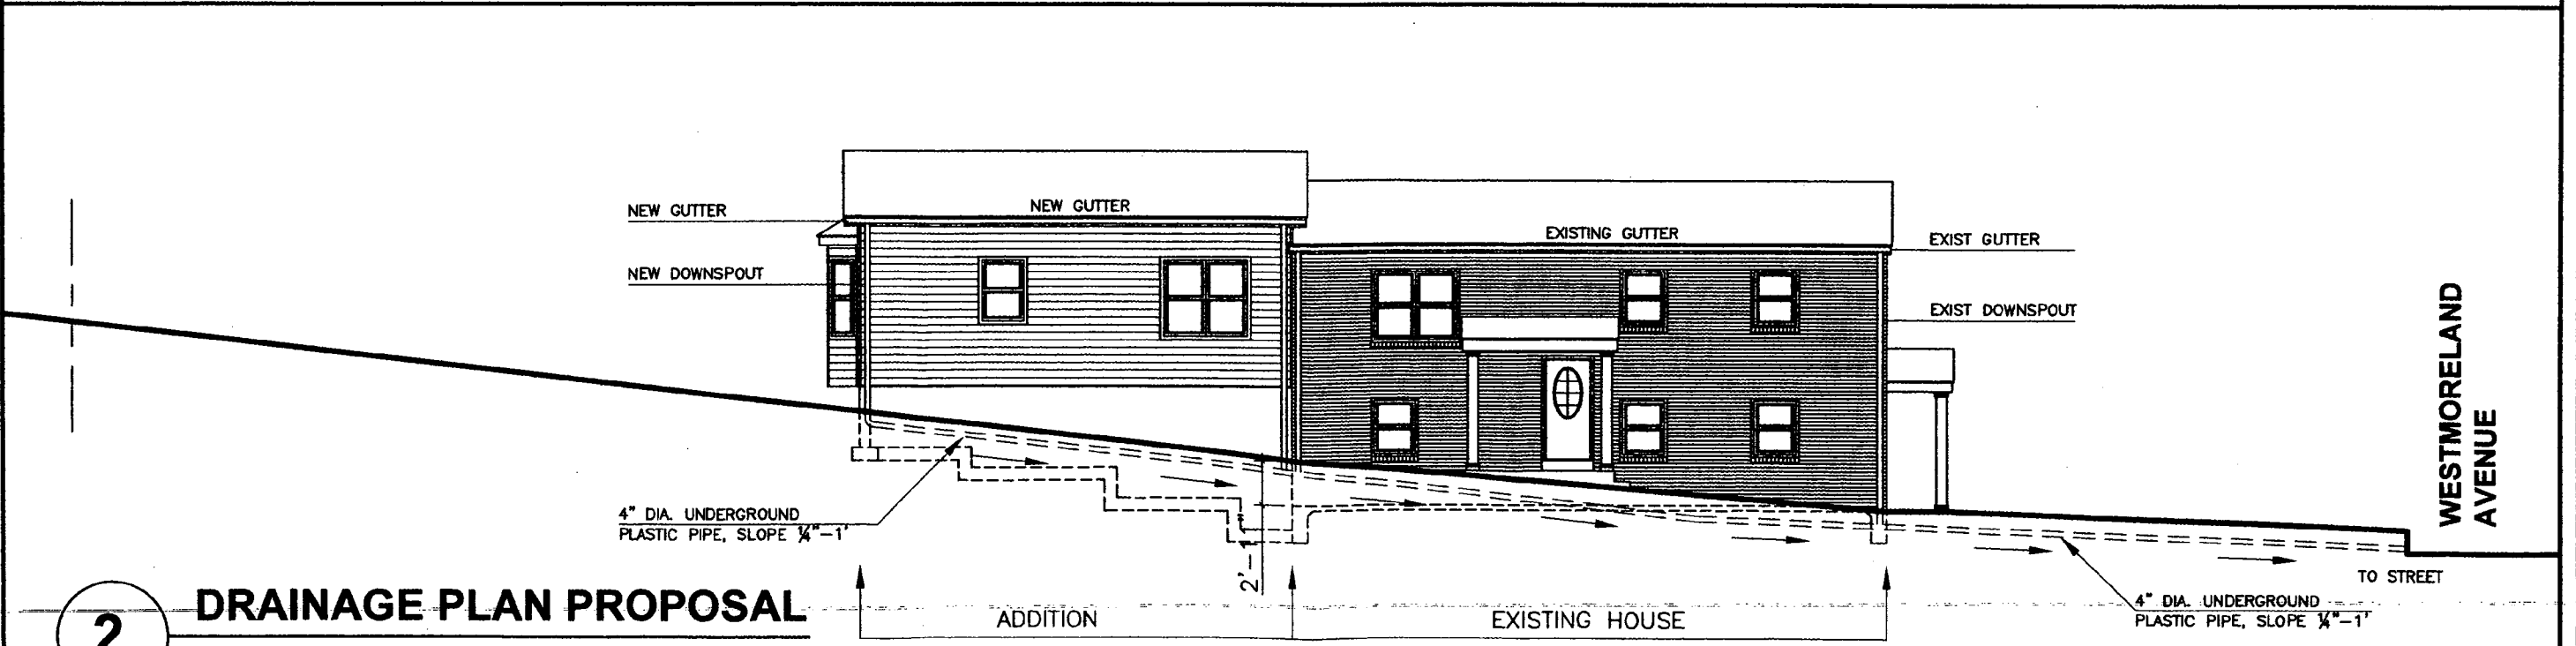 NEW GUTTER
NEW GUTTER
EXISTING GUTTER
EXIST GUTTER
NEW DOWNSPOUT
EXIST DOWNSPOUT
WESTMORELAND
AVENUE
4" DIA. UNDERGROUND
PLASTIC PIPE, SLOPE ¼"-1'
TO STREET
4" DIA. UNDERGROUND
PLASTIC PIPE, SLOPE ¼"-1'
2 DRAINAGE PLAN PROPOSAL
ADDITION
EXISTING HOUSE